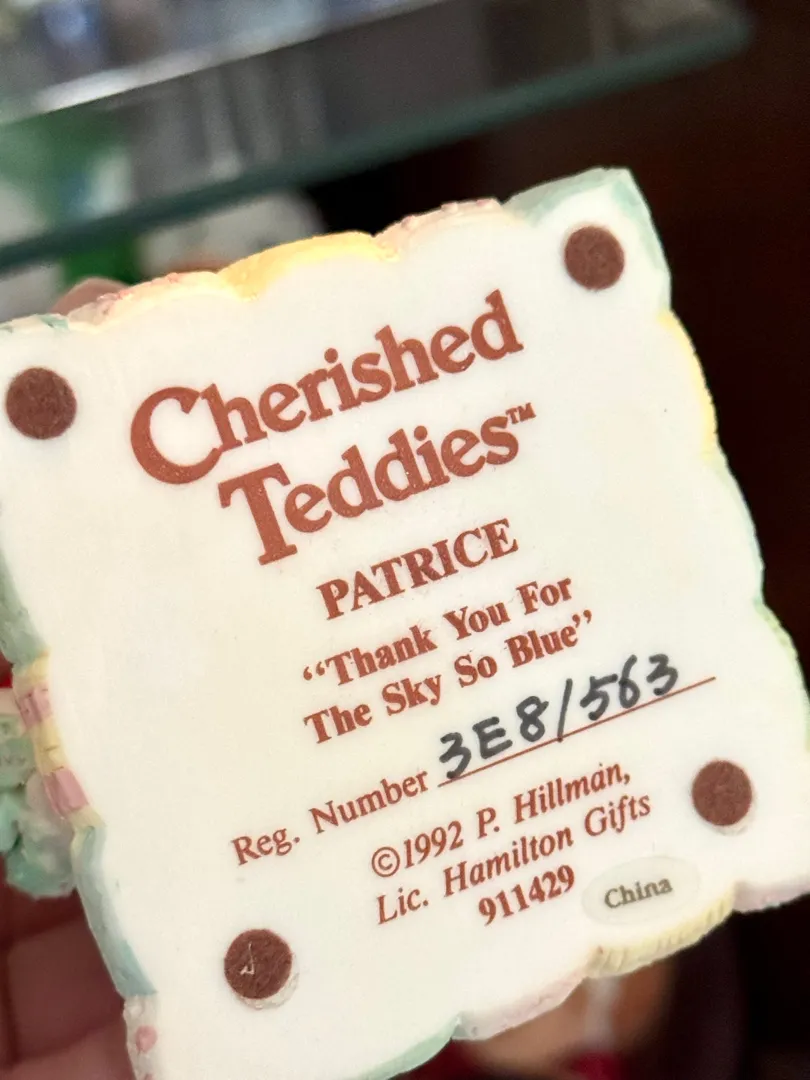 Cherished
Teddies™
PATRICE
“Thank You For
The Sky So Blue”
Reg. Number 3E8/563
©1992 P. Hillman,
Lic. Hamilton Gifts
911429
China